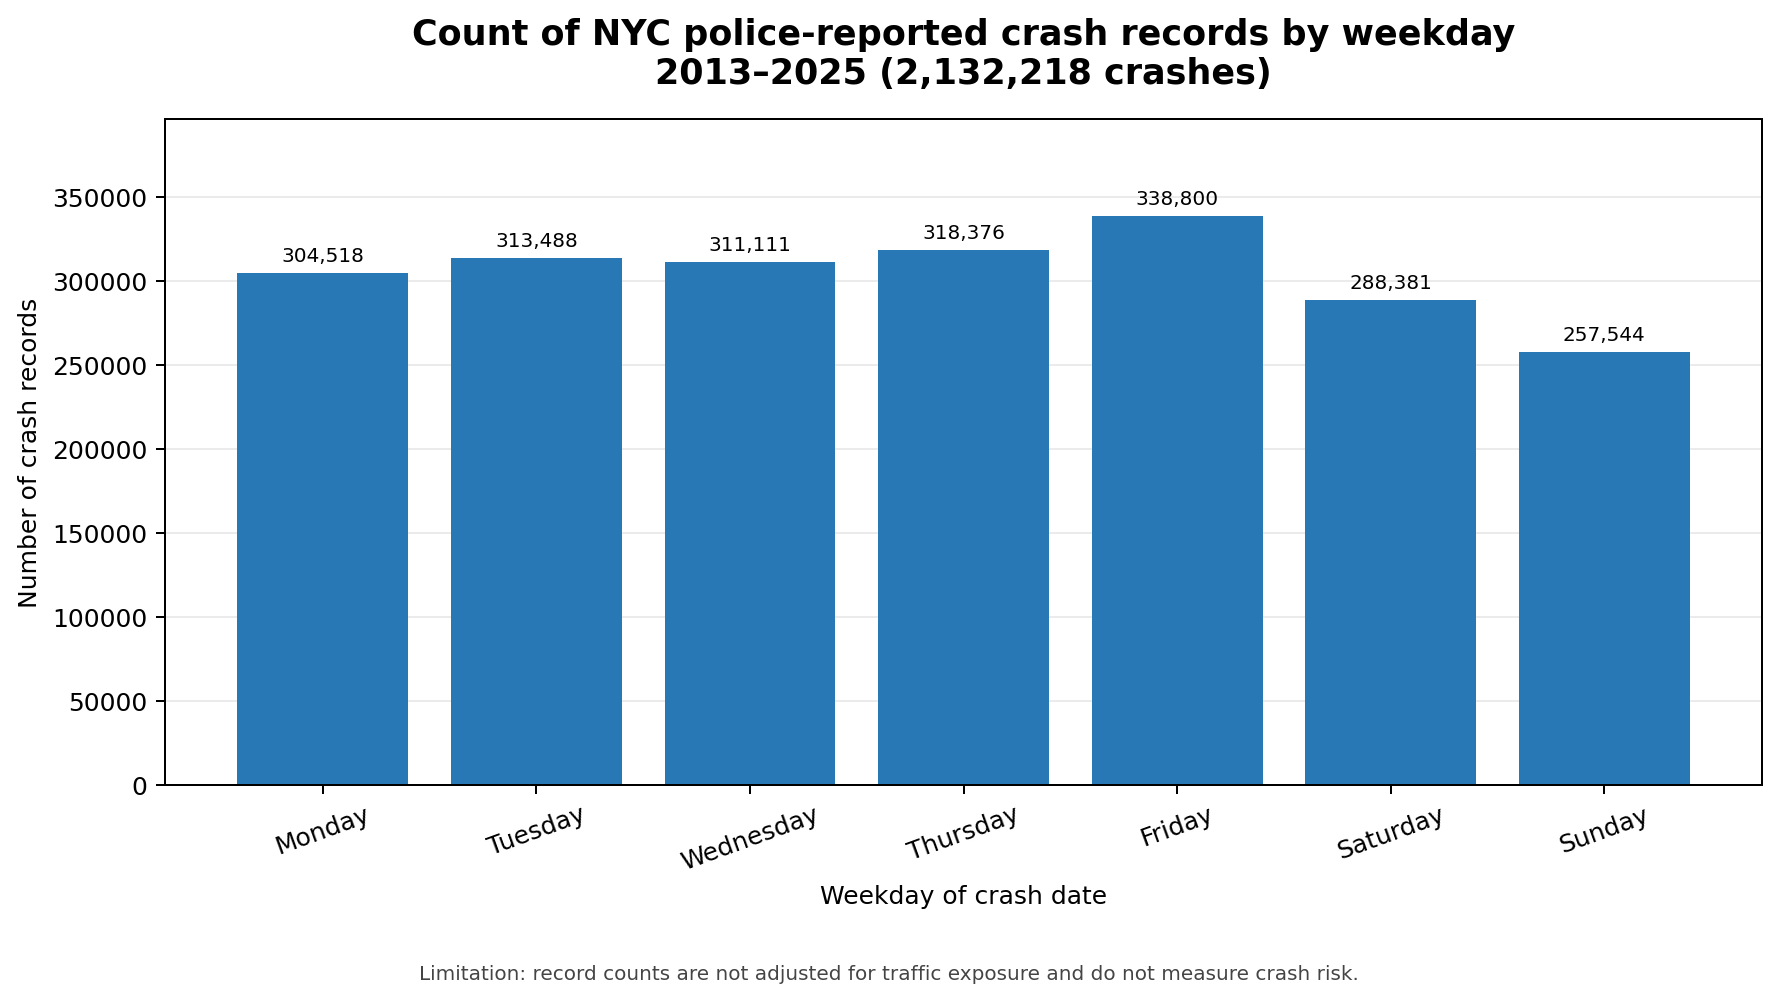 Count of NYC police-reported crash records by weekday
2013–2025 (2,132,218 crashes)
Number of crash records
350000
300000
250000
200000
150000
100000
50000
0
304,518
313,488
311,111
318,376
338,800
288,381
257,544
Monday
Tuesday
Wednesday
Thursday
Friday
Saturday
Sunday
Weekday of crash date
Limitation: record counts are not adjusted for traffic exposure and do not measure crash risk.